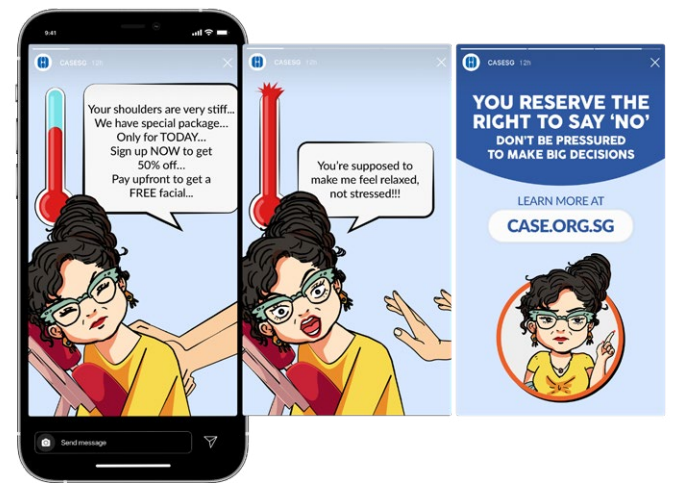 9:41
CASESG 12h
Your shoulders are very stiff...
We have special package...
Only for TODAY...
Sign up NOW to get
50% off...
Pay upfront to get a
FREE facial...
Send message
CASESG 12h
You're supposed to
make me feel relaxed,
not stressed!!!
CASESG 12h
YOU RESERVE THE
RIGHT TO SAY ‘NO’
DON'T BE PRESSURED
TO MAKE BIG DECISIONS
LEARN MORE AT
CASE.ORG.SG